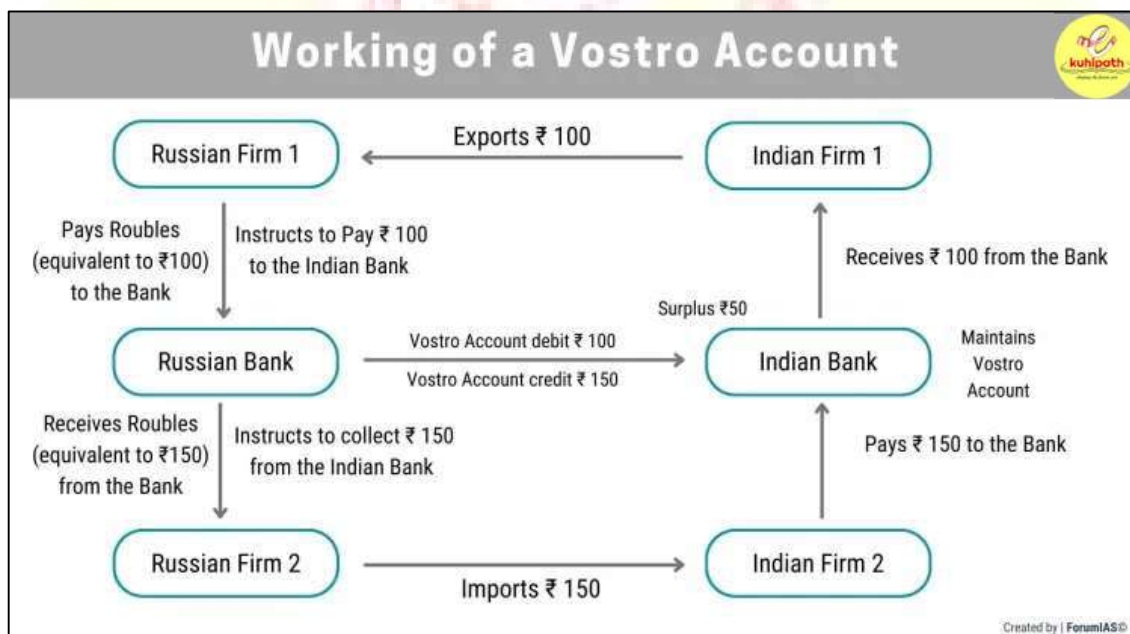 Working of a Vostro Account
kuhipath
Russian Firm 1
Exports ₹ 100
Indian Firm 1
Pays Roubles
(equivalent to ₹100)
to the Bank
Instructs to Pay ₹ 100
to the Indian Bank
Receives ₹ 100 from the Bank
Surplus ₹50
Russian Bank
Vostro Account debit ₹ 100
Vostro Account credit ₹ 150
Indian Bank
Maintains
Vostro
Account
Receives Roubles
(equivalent to ₹150)
from the Bank
Instructs to collect ₹ 150
from the Indian Bank
Pays ₹ 150 to the Bank
Russian Firm 2
Imports ₹ 150
Indian Firm 2
Created by | ForumIAS©